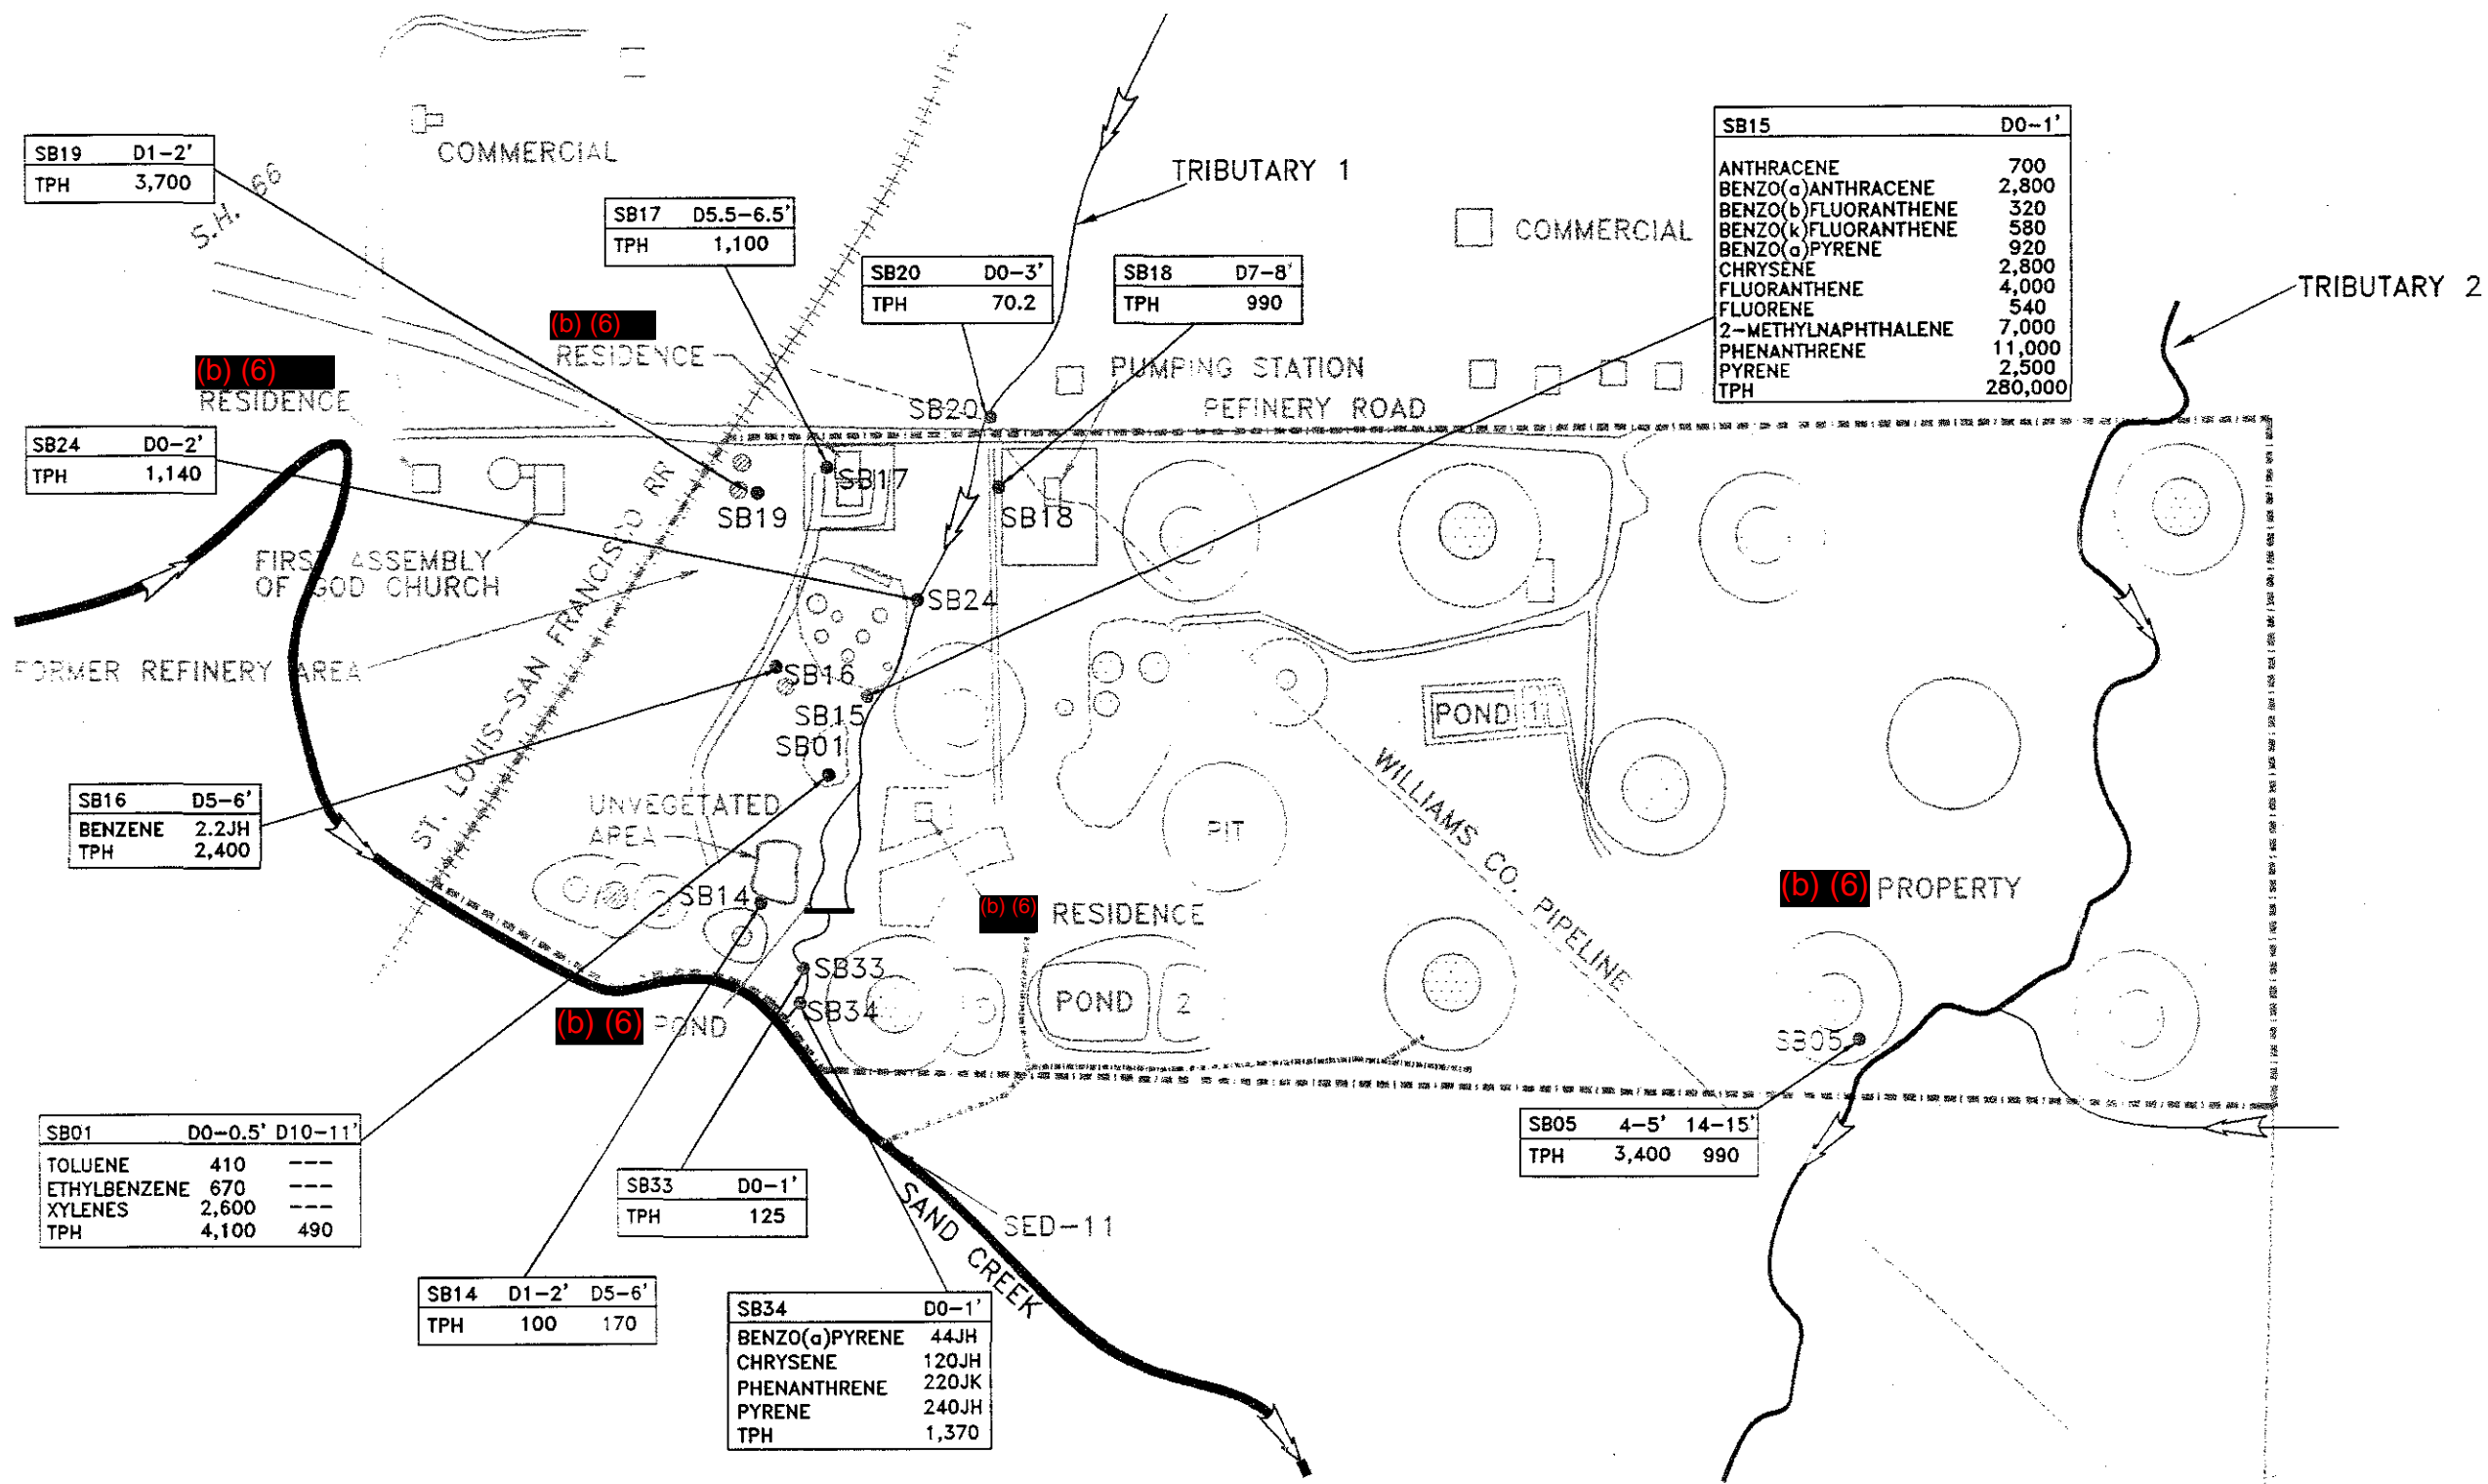 COMMERCIAL
SB19 D1-2'
TPH 3,700
S.H. 66
TRIBUTARY 1
SB17 D5.5-6.5'
TPH 1,100
SB20 D0-3'
TPH 70.2
SB18 D7-8'
TPH 990
COMMERCIAL
SB15 D0-1'
ANTHRACENE 700
BENZO(a)ANTHRACENE 2,800
BENZO(b)FLUORANTHENE 320
BENZO(k)FLUORANTHENE 580
BENZO(a)PYRENE 920
CHRYSENE 2,800
FLUORANTHENE 4,000
FLUORENE 540
2-METHYLNAPHTHALENE 7,000
PHENANTHRENE 11,000
PYRENE 2,500
TPH 280,000
TRIBUTARY 2
(b) (6)
RESIDENCE
(b) (6)
RESIDENCE
PUMPING STATION
SB20
REFINERY ROAD
SB24 D0-2'
TPH 1,140
SB17
SB19
SB18
FIRST ASSEMBLY
OF GOD CHURCH
ST. LOUIS-SAN FRANCISCO RR
SB24
FORMER REFINERY AREA
SB16
SB15
SB01
POND 1
WILLIAMS CO. PIPELINE
SB16 D5-6'
BENZENE 2.2JH
TPH 2,400
UNVEGETATED
AREA
PIT
SB14
(b) (6) RESIDENCE
(b) (6) PROPERTY
SB33
SB34
(b) (6) POND
POND 2
SB05
SB01 D0-0.5' D10-11'
TOLUENE 410 ---
ETHYLBENZENE 670 ---
XYLENES 2,600 ---
TPH 4,100 490
SB33 D0-1'
TPH 125
SB05 4-5' 14-15'
TPH 3,400 990
SED-11
SAND CREEK
SB14 D1-2' D5-6'
TPH 100 170
SB34 D0-1'
BENZO(a)PYRENE 44JH
CHRYSENE 120JH
PHENANTHRENE 220JK
PYRENE 240JH
TPH 1,370